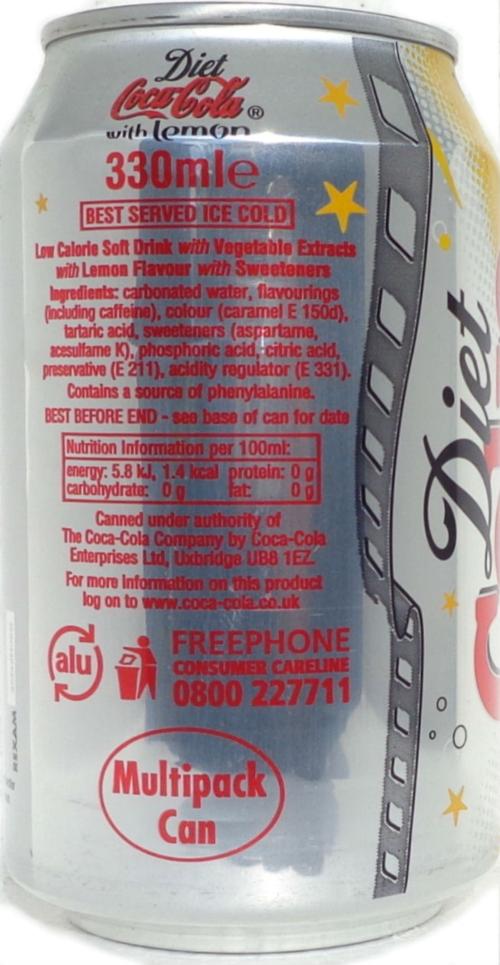 Diet
Coca-Cola®
with lemon
330mle
BEST SERVED ICE COLD
Low Calorie Soft Drink with Vegetable Extracts
with Lemon Flavour with Sweeteners
Ingredients: carbonated water, flavourings
(including caffeine), colour (caramel E 150d),
tartaric acid, sweeteners (aspartame,
acesulfame K), phosphoric acid, citric acid,
preservative (E 211), acidity regulator (E 331).
Contains a source of phenylalanine.
BEST BEFORE END - see base of can for date
Nutrition Information per 100ml:
energy: 5.8 kJ, 1.4 kcal protein: 0 g
carbohydrate: 0 g fat: 0 g
Canned under authority of
The Coca-Cola Company by Coca-Cola
Enterprises Ltd, Uxbridge UB8 1EZ.
For more information on this product
log on to www.coca-cola.co.uk
alu
FREEPHONE
CONSUMER CARELINE
0800 227711
Multipack
Can
Diet
REXAM